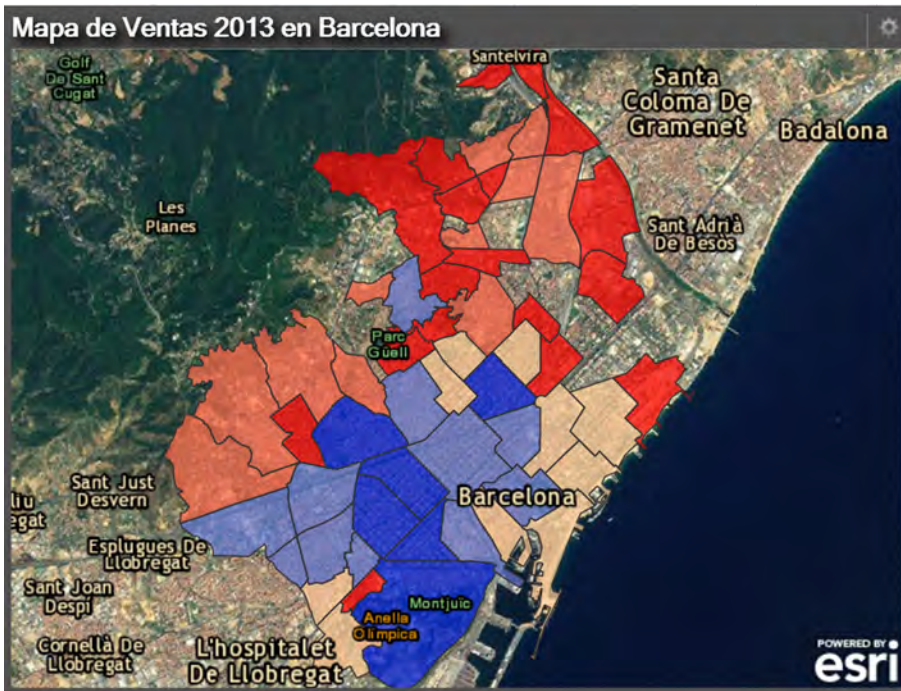 Mapa de Ventas 2013 en Barcelona
Golf
De Sant
Cugat
Santelvira
Santa
Coloma De
Gramenet
Badalona
Les
Planes
Sant Adrià
De Besòs
Parc
Güell
Sant Just
Desvern
liu
egat
Barcelona
Esplugues De
Llobregat
Sant Joan
Despí
Montjuïc
Anella
Olímpica
Cornellà De
Llobregat
L'hospitalet
De Llobregat
POWERED BY
esri